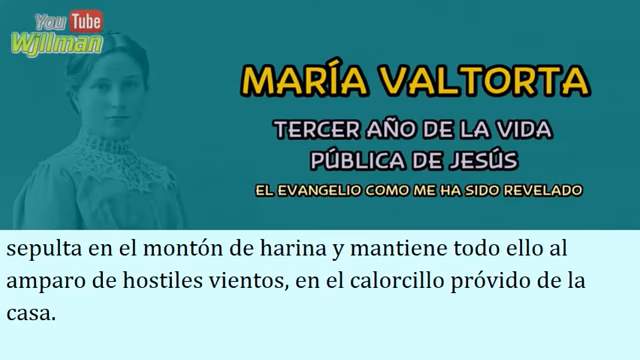 You Tube
Wjllman
MARÍA VALTORTA
TERCER AÑO DE LA VIDA
PÚBLICA DE JESÚS
EL EVANGELIO COMO ME HA SIDO REVELADO
sepulta en el montón de harina y mantiene todo ello al
amparo de hostiles vientos, en el calorcillo próvido de la
casa.